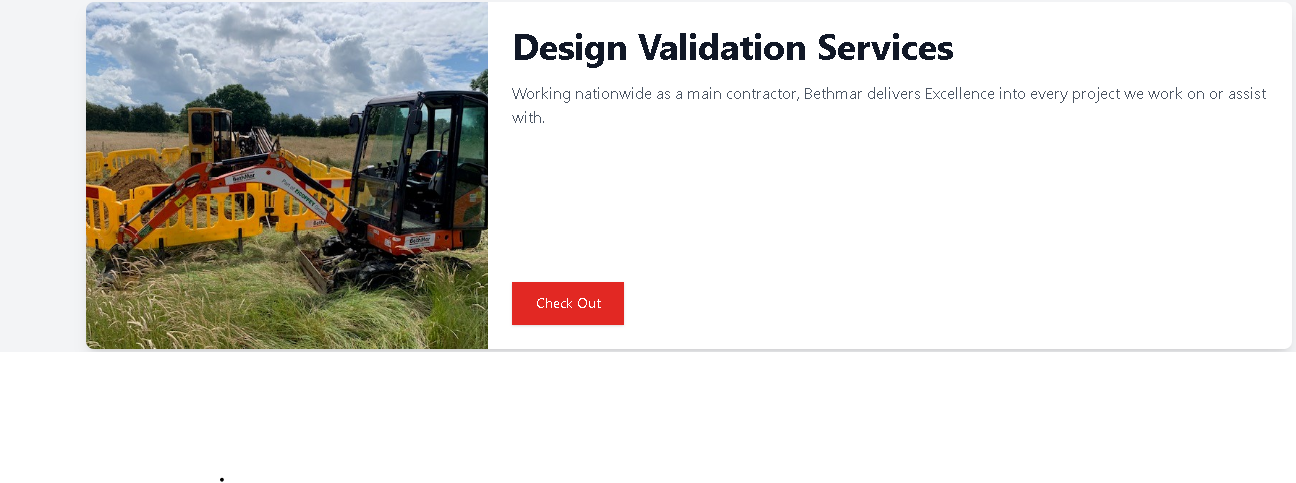 Design Validation Services
Working nationwide as a main contractor, Bethmar delivers Excellence into every project we work on or assist
with.
Check Out